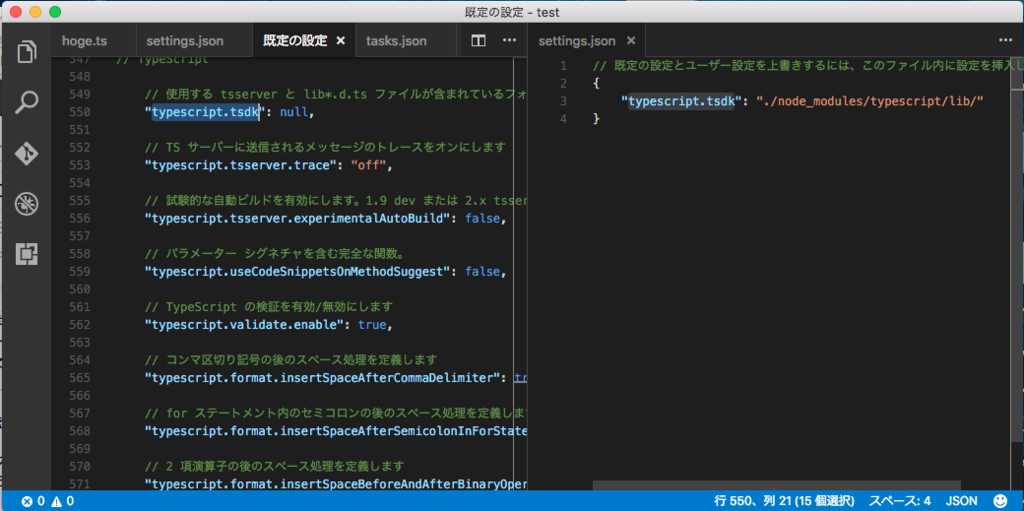 既定の設定 - test
hoge.ts settings.json 既定の設定 × tasks.json
settings.json ×
547 // TypeScript
548
549 // 使用する tsserver と lib*.d.ts ファイルが含まれているフォ
550 "typescript.tsdk": null,
551
552 // TS サーバーに送信されるメッセージのトレースをオンにします
553 "typescript.tsserver.trace": "off",
554
555 // 試験的な自動ビルドを有効にします。1.9 dev または 2.x tsser
556 "typescript.tsserver.experimentalAutoBuild": false,
557
558 // パラメーター シグネチャを含む完全な関数。
559 "typescript.useCodeSnippetsOnMethodSuggest": false,
560
561 // TypeScript の検証を有効/無効にします
562 "typescript.validate.enable": true,
563
564 // コンマ区切り記号の後のスペース処理を定義します
565 "typescript.format.insertSpaceAfterCommaDelimiter": tr
566
567 // for ステートメント内のセミコロンの後のスペース処理を定義しま
568 "typescript.format.insertSpaceAfterSemicolonInForState
569
570 // 2 項演算子の後のスペース処理を定義します
571 "typescript.format.insertSpaceBeforeAndAfterBinaryOper
1 // 既定の設定とユーザー設定を上書きするには、このファイル内に設定を挿入し
2 {
3 "typescript.tsdk": "./node_modules/typescript/lib/"
4 }
0 0 行 550、列 21 (15 個選択) スペース: 4 JSON